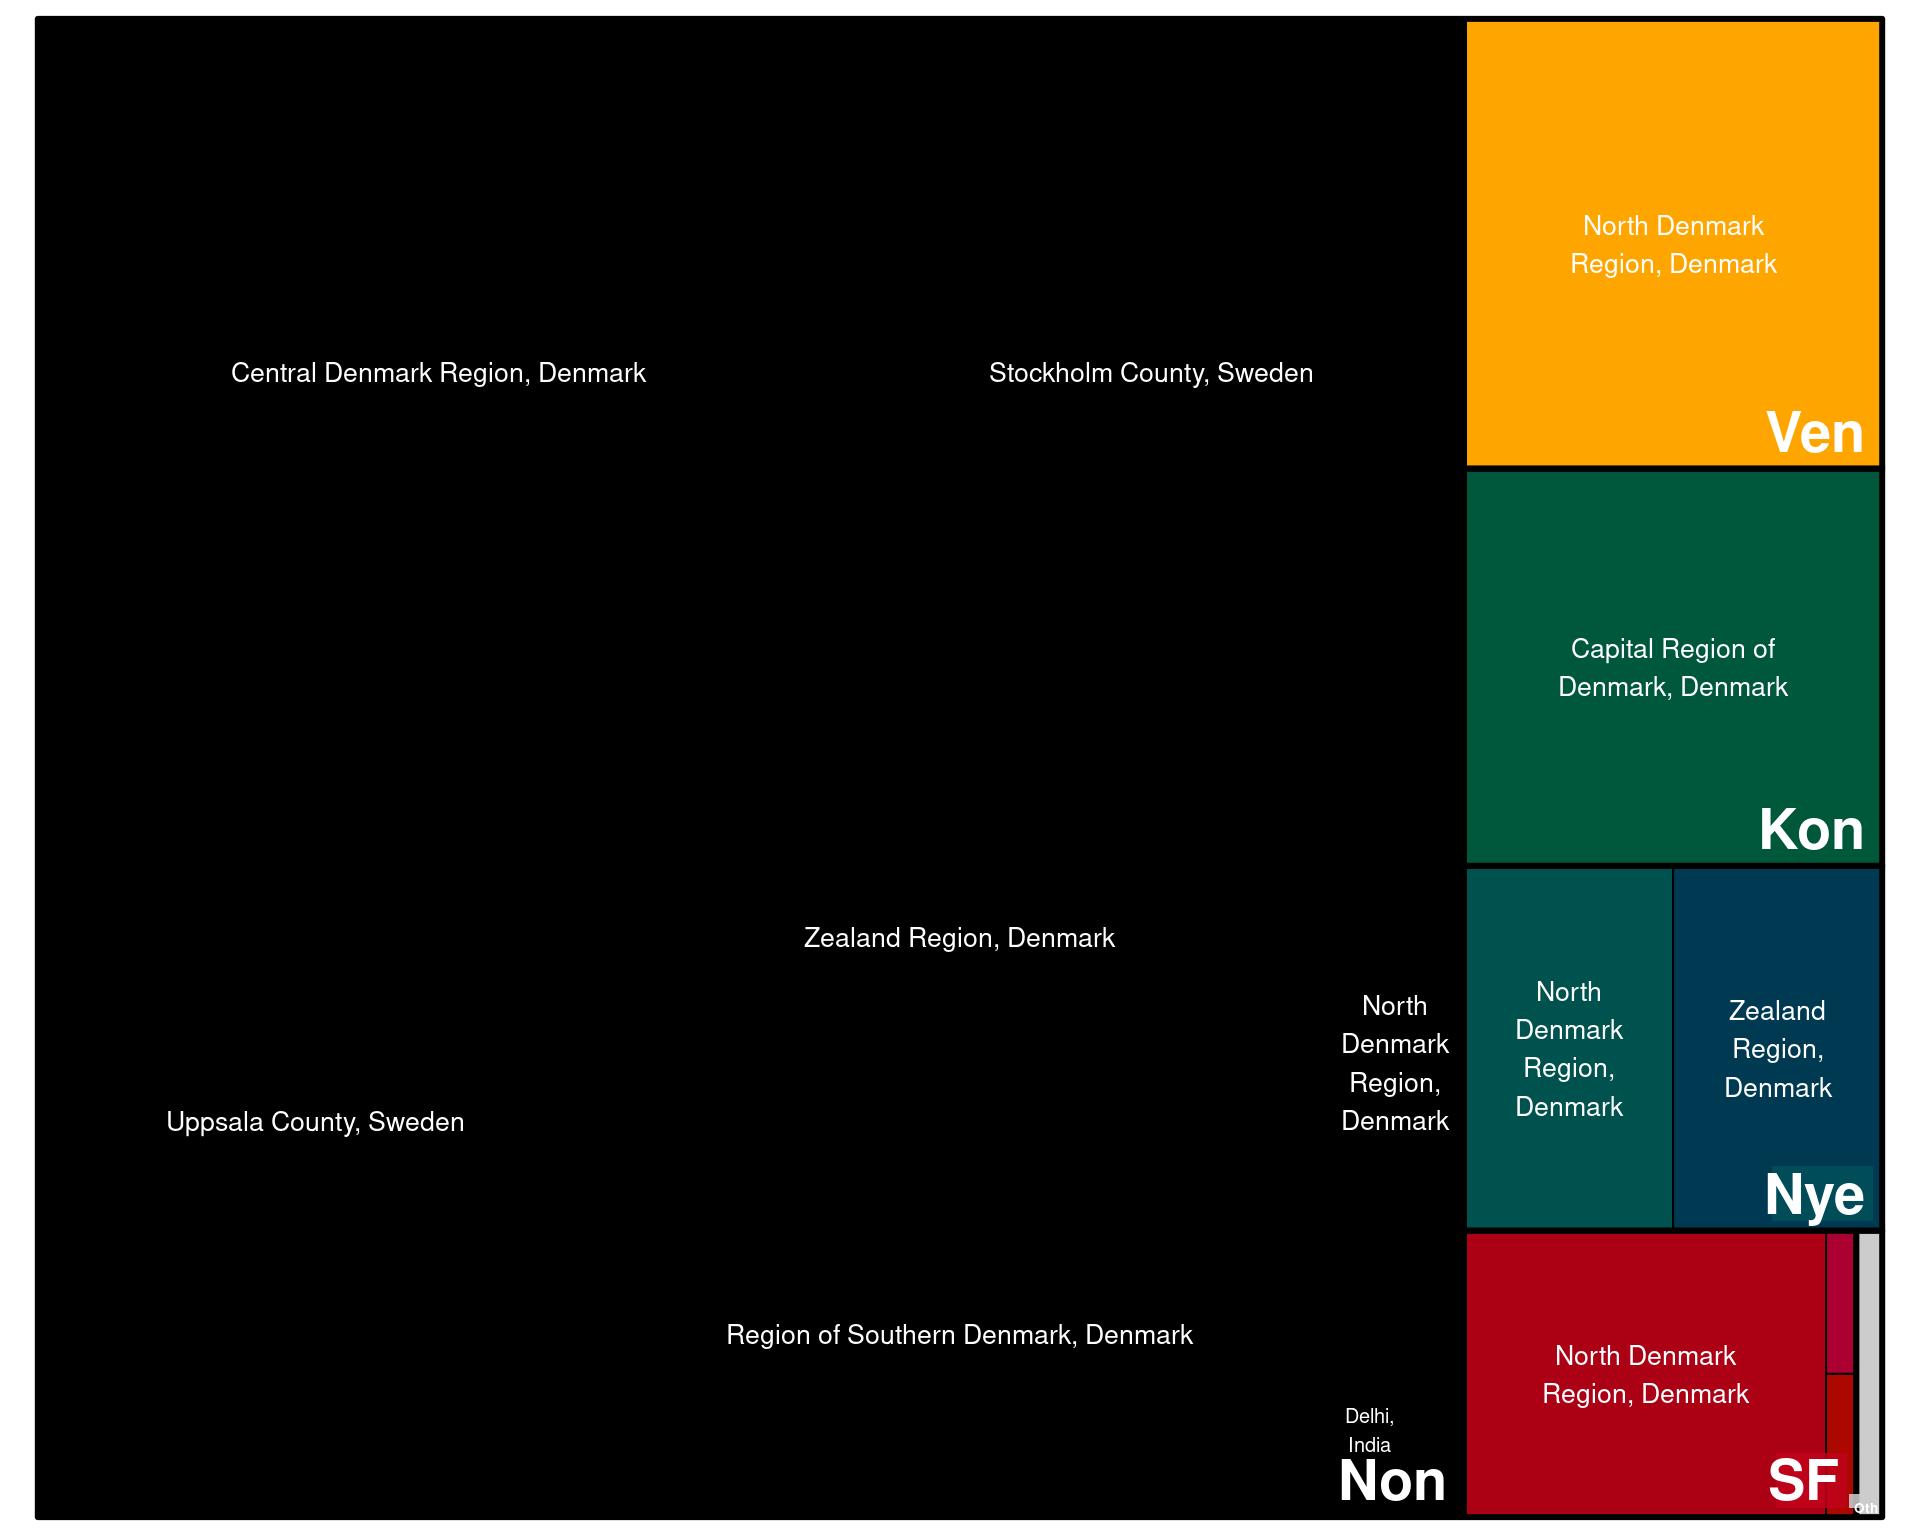 Central Denmark Region, Denmark
Stockholm County, Sweden
Zealand Region, Denmark
North
Denmark
Region,
Denmark
Uppsala County, Sweden
Region of Southern Denmark, Denmark
Delhi,
India
Non
North Denmark
Region, Denmark
Ven
Capital Region of
Denmark, Denmark
Kon
North
Denmark
Region,
Denmark
Zealand
Region,
Denmark
Nye
North Denmark
Region, Denmark
SF
Oth